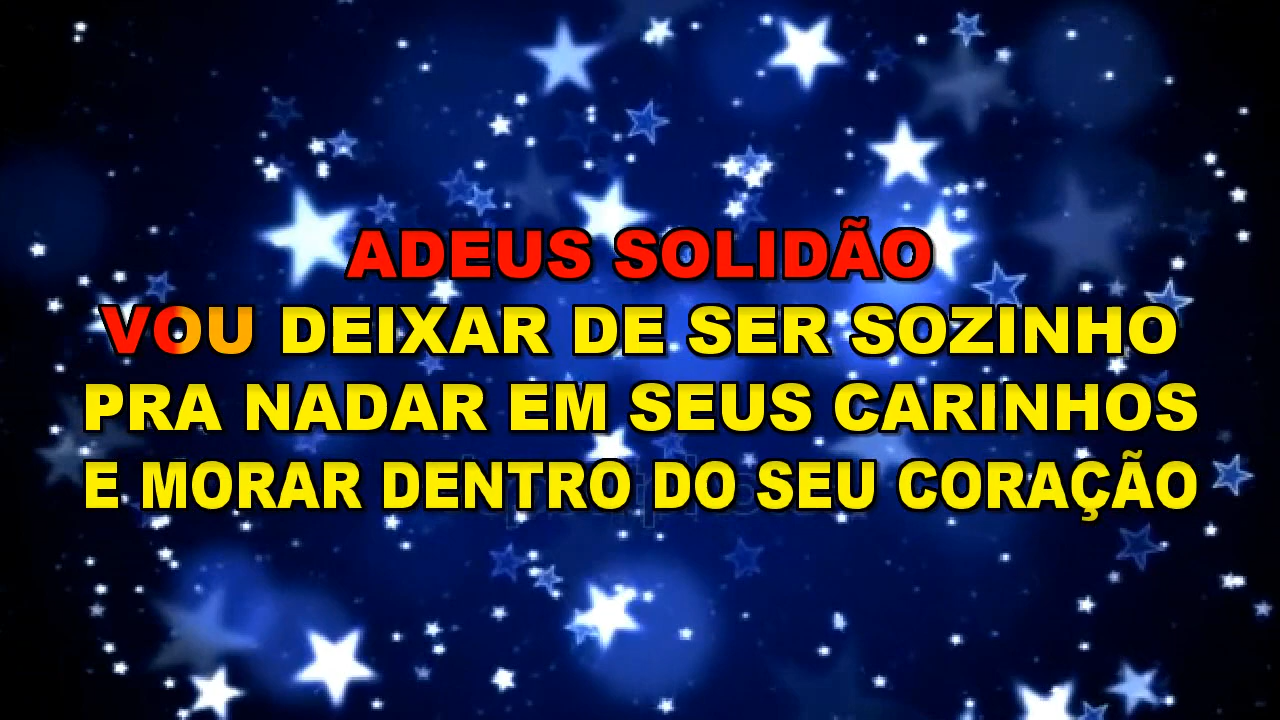 ADEUS SOLIDÃO
VOU DEIXAR DE SER SOZINHO
PRA NADAR EM SEUS CARINHOS
E MORAR DENTRO DO SEU CORAÇÃO